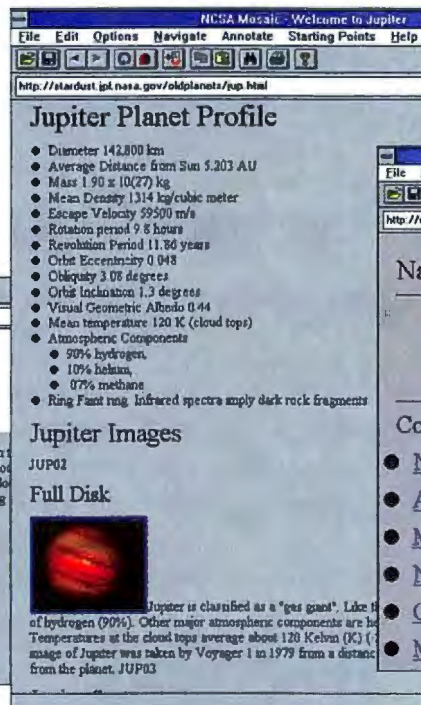 NCSA Mosaic - Welcome to Jupiter
File Edit Options Navigate Annotate Starting Points Help
http://stardust.jpl.nasa.gov/oldplanets/jup.html
Jupiter Planet Profile
Diameter 142,800 km
Average Distance from Sun 5.203 AU
Mass 1.90 x 10(27) kg
Mean Density 1314 kg/cubic meter
Escape Velocity 59500 m/s
Rotation period 9.8 hours
Revolution Period 11.86 years
Orbit Eccentricity 0.048
Obliquity 3.08 degrees
Orbit Inclination 1.3 degrees
Visual Geometric Albedo 0.44
Mean temperature 120 K (cloud tops)
Atmospheric Components
90% hydrogen,
10% helium,
.07% methane
Ring Faint ring. Infrared spectra imply dark rock fragments
Jupiter Images
JUP02
Full Disk
Jupiter is classified as a "gas giant". Like
of hydrogen (90%). Other major atmospheric components are he
Temperatures at the cloud tops average about 120 Kelvin (K) (-
image of Jupiter was taken by Voyager 1 in 1979 from a distanc
from the planet. JUP03
File
http://
Na
Co
N
A
M
N
G
M